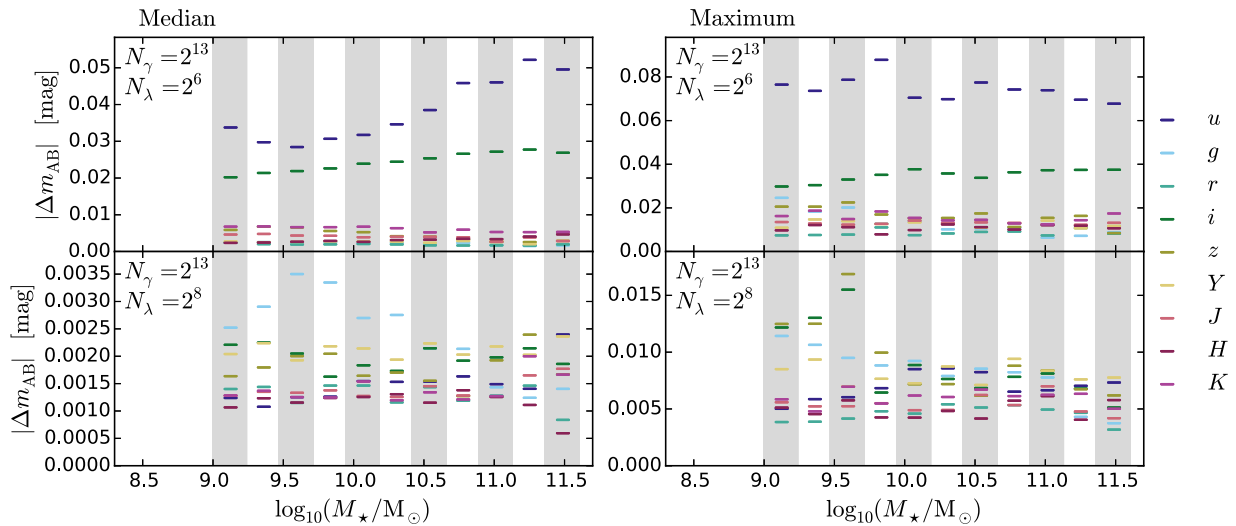 Median
Maximum
|Δm_AB| [mag]
0.05
0.04
0.03
0.02
0.01
0.00
N_γ = 2^13
N_λ = 2^6
0.08
0.06
0.04
0.02
0.00
N_γ = 2^13
N_λ = 2^6
|Δm_AB| [mag]
0.0035
0.0030
0.0025
0.0020
0.0015
0.0010
0.0005
0.0000
N_γ = 2^13
N_λ = 2^8
0.015
0.010
0.005
0.000
N_γ = 2^13
N_λ = 2^8
8.5 9.0 9.5 10.0 10.5 11.0 11.5
8.5 9.0 9.5 10.0 10.5 11.0 11.5
log₁₀(M⋆/M⊙)
log₁₀(M⋆/M⊙)
u
g
r
i
z
Y
J
H
K